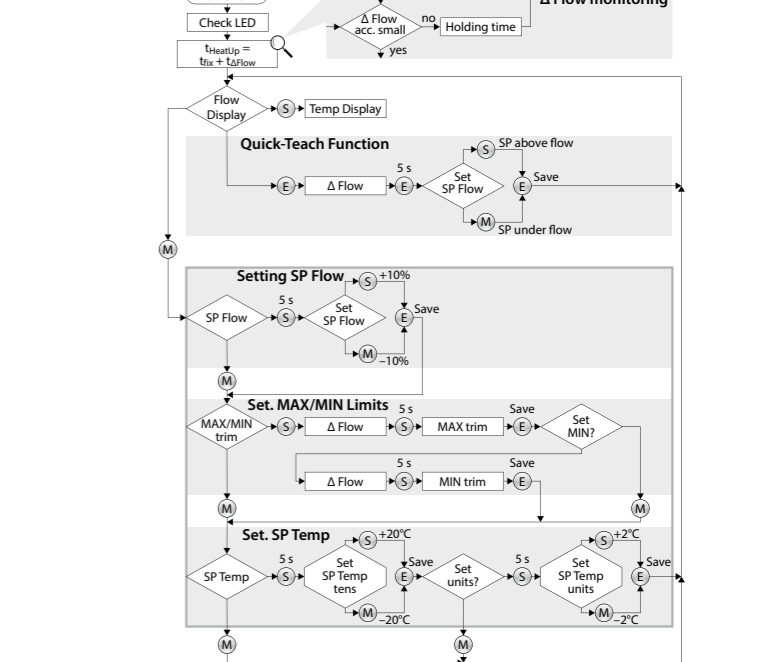 Δ Flow monitoring
Check LED
Δ Flow
acc. small
no
Holding time
yes
tHeatUp =
tfix + tΔFlow
Flow
Display
S
Temp Display
Quick-Teach Function
S
SP above flow
E
Δ Flow
5 s
E
Set
SP Flow
E
Save
M
SP under flow
M
Setting SP Flow
S
+10%
SP Flow
5 s
S
Set
SP Flow
E
Save
M
–10%
M
Set. MAX/MIN Limits
MAX/MIN
trim
S
Δ Flow
5 s
S
MAX trim
Save
E
Set
MIN?
Δ Flow
5 s
S
MIN trim
Save
E
M
M
Set. SP Temp
S
+20°C
S
+2°C
SP Temp
5 s
S
Set
SP Temp
tens
E
Save
Set
units?
5 s
S
Set
SP Temp
units
E
Save
M
–20°C
M
–2°C
M
M